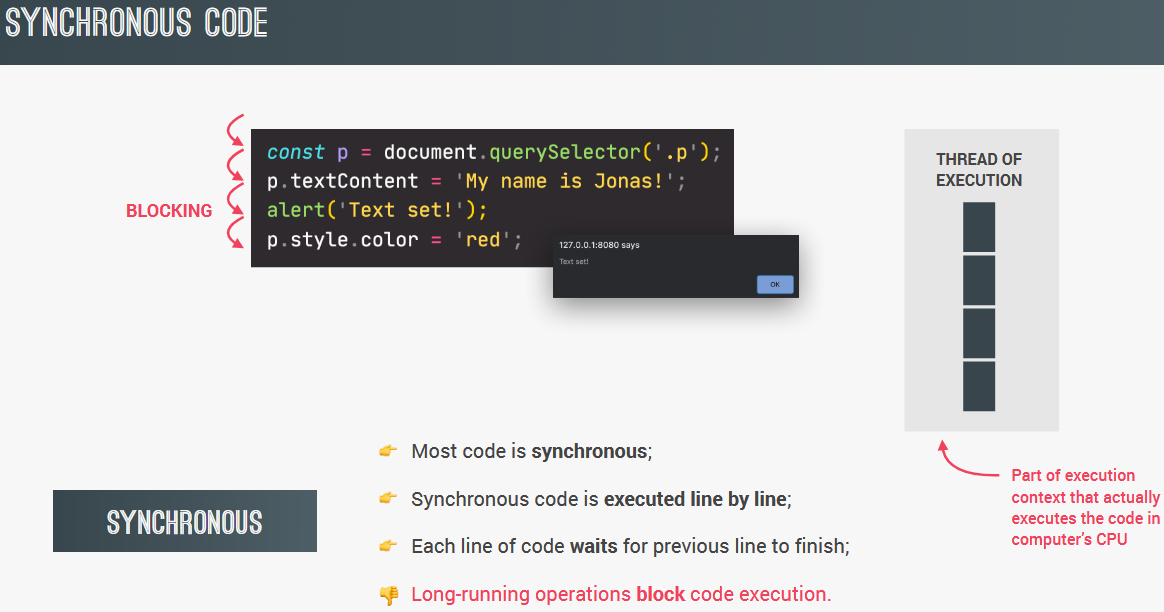 SYNCHRONOUS CODE
BLOCKING
const p = document.querySelector('.p');
p.textContent = 'My name is Jonas!';
alert('Text set!');
p.style.color = 'red';
127.0.0.1:8080 says
Text set!
OK
THREAD OF
EXECUTION
Part of execution
context that actually
executes the code in
computer’s CPU
SYNCHRONOUS
👉 Most code is synchronous;
👉 Synchronous code is executed line by line;
👉 Each line of code waits for previous line to finish;
👎 Long-running operations block code execution.